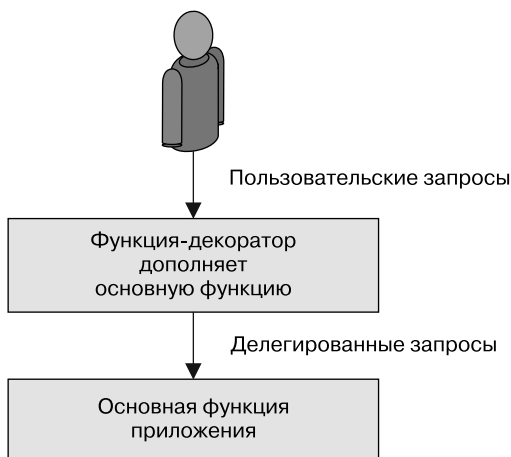 Пользовательские запросы
Функция-декоратор
дополняет
основную функцию
Делегированные запросы
Основная функция
приложения